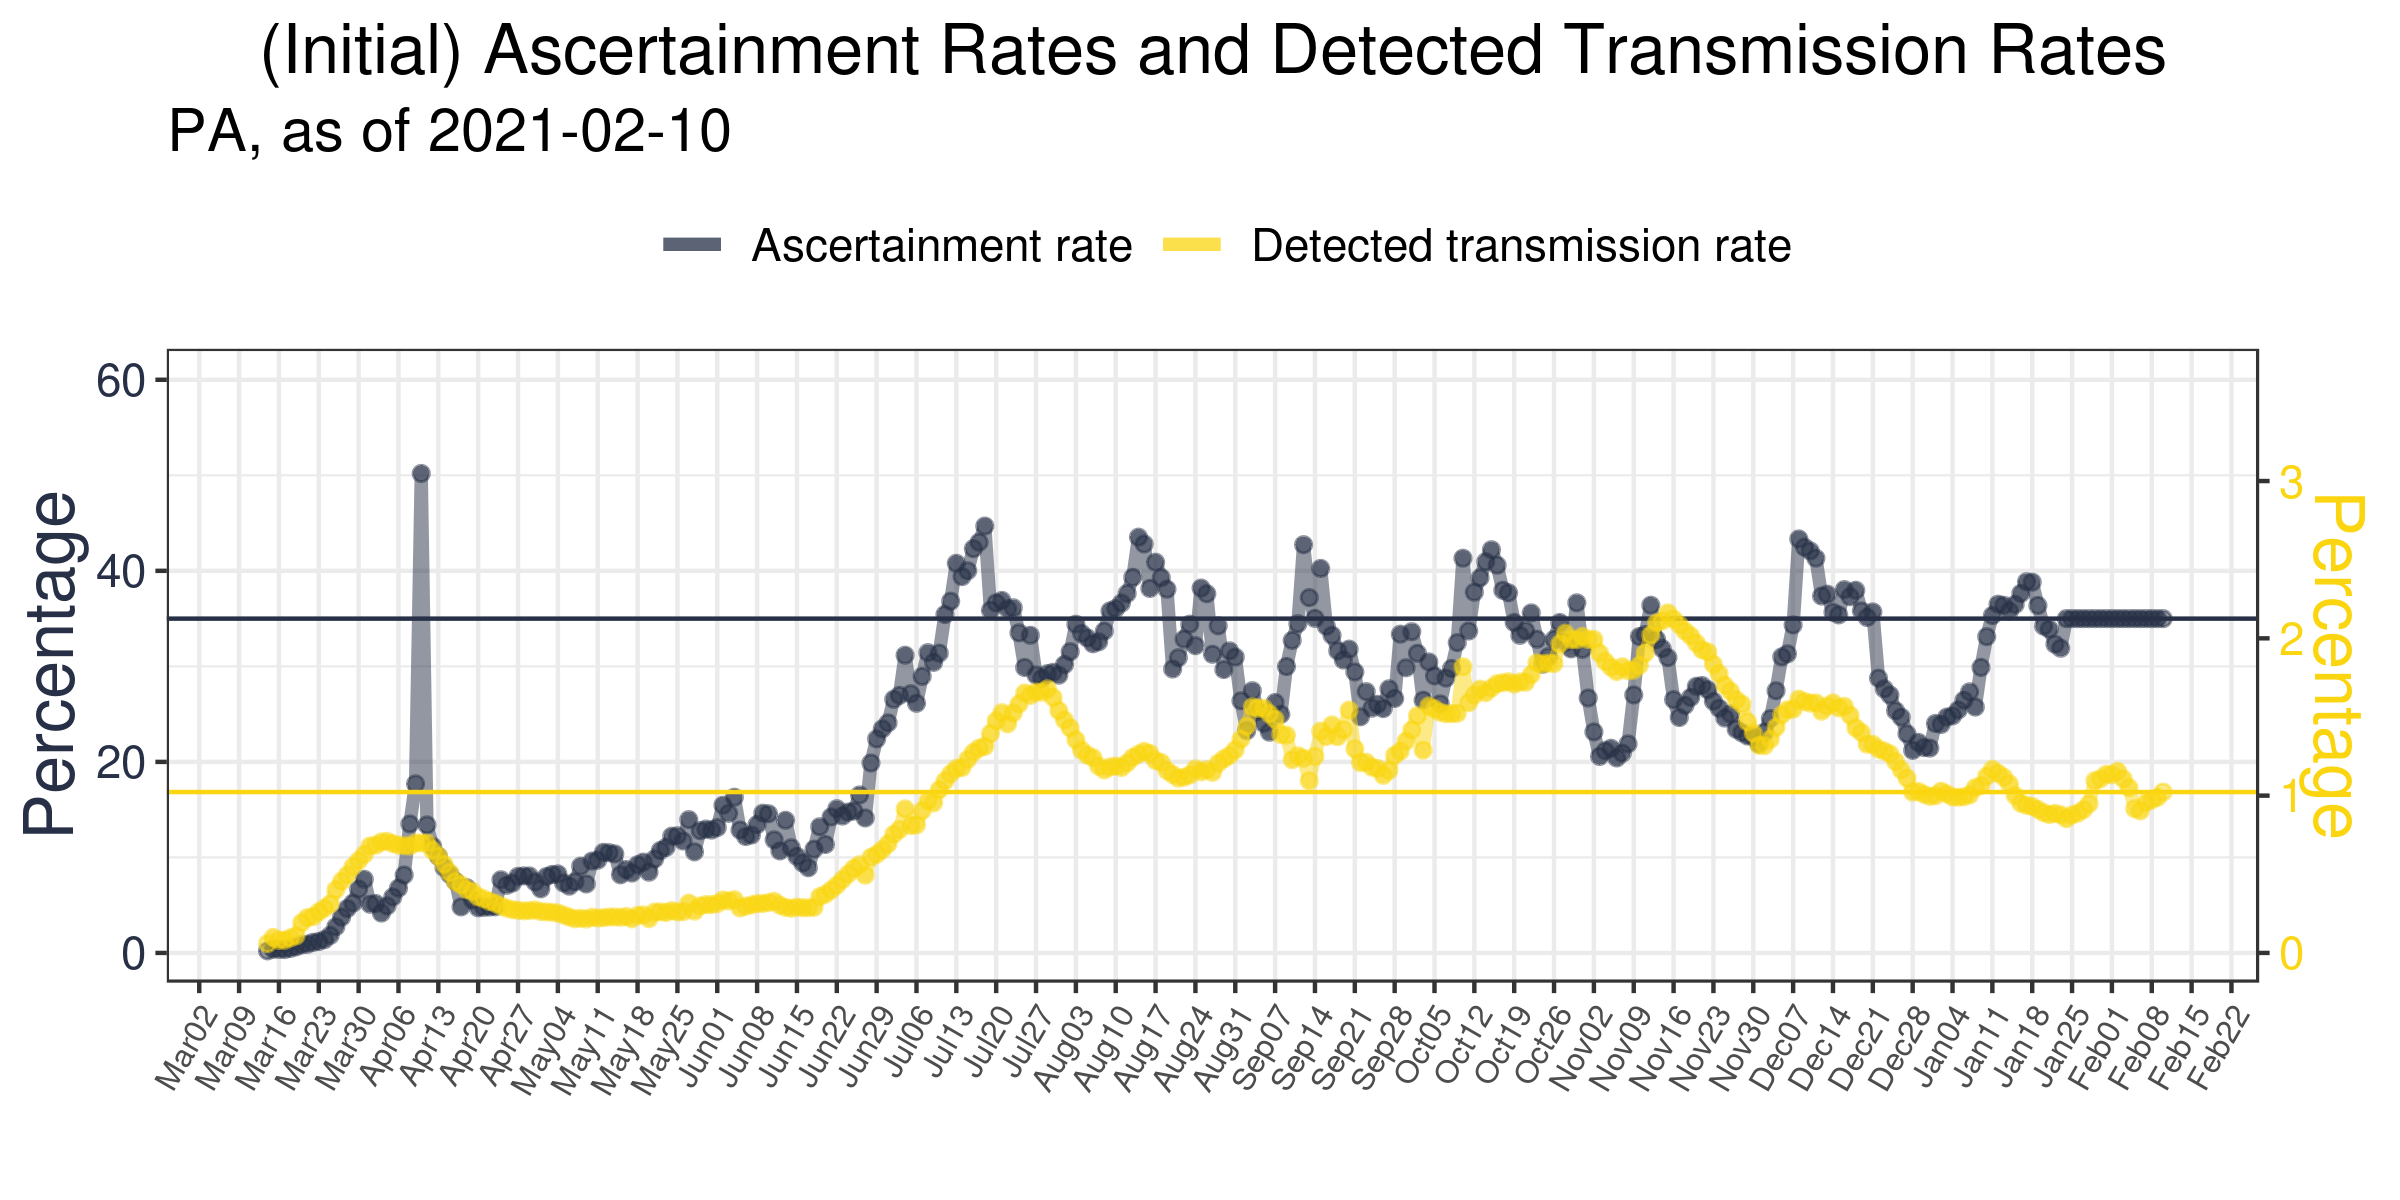 (Initial) Ascertainment Rates and Detected Transmission Rates
PA, as of 2021-02-10
Ascertainment rate
Detected transmission rate
Percentage
60
40
20
0
3
2
1
0
Percentage
Mar02
Mar09
Mar16
Mar23
Mar30
Apr06
Apr13
Apr20
Apr27
May04
May11
May18
May25
Jun01
Jun08
Jun15
Jun22
Jun29
Jul06
Jul13
Jul20
Jul27
Aug03
Aug10
Aug17
Aug24
Aug31
Sep07
Sep14
Sep21
Sep28
Oct05
Oct12
Oct19
Oct26
Nov02
Nov09
Nov16
Nov23
Nov30
Dec07
Dec14
Dec21
Dec28
Jan04
Jan11
Jan18
Jan25
Feb01
Feb08
Feb15
Feb22